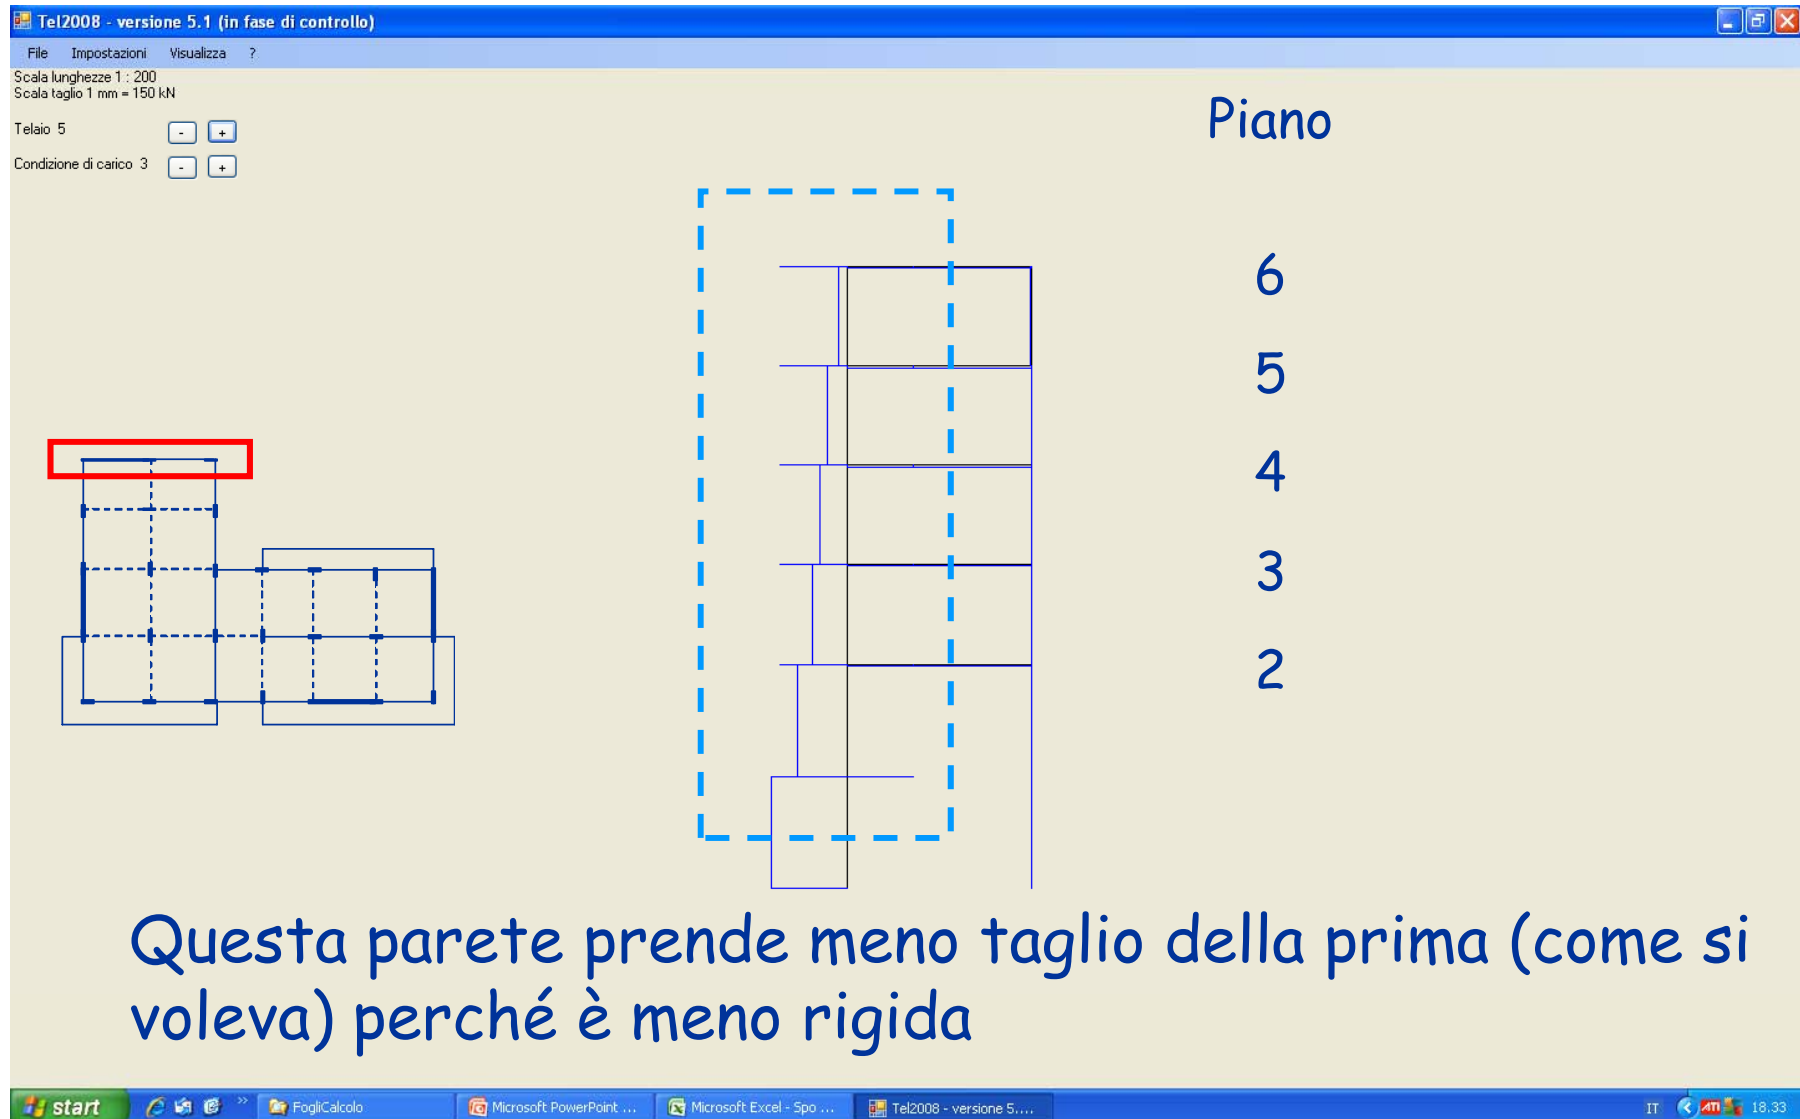 Tel2008 - versione 5.1 (in fase di controllo)
File Impostazioni Visualizza ?
Scala lunghezze 1 : 200
Scala taglio 1 mm = 150 kN
Telaio 5 - +
Condizione di carico 3 - +
Piano
6
5
4
3
2
Questa parete prende meno taglio della prima (come si
voleva) perché è meno rigida
start » FogliCalcolo Microsoft PowerPoint ... Microsoft Excel - Spo ... Tel2008 - versione 5.... IT ATI 18.33